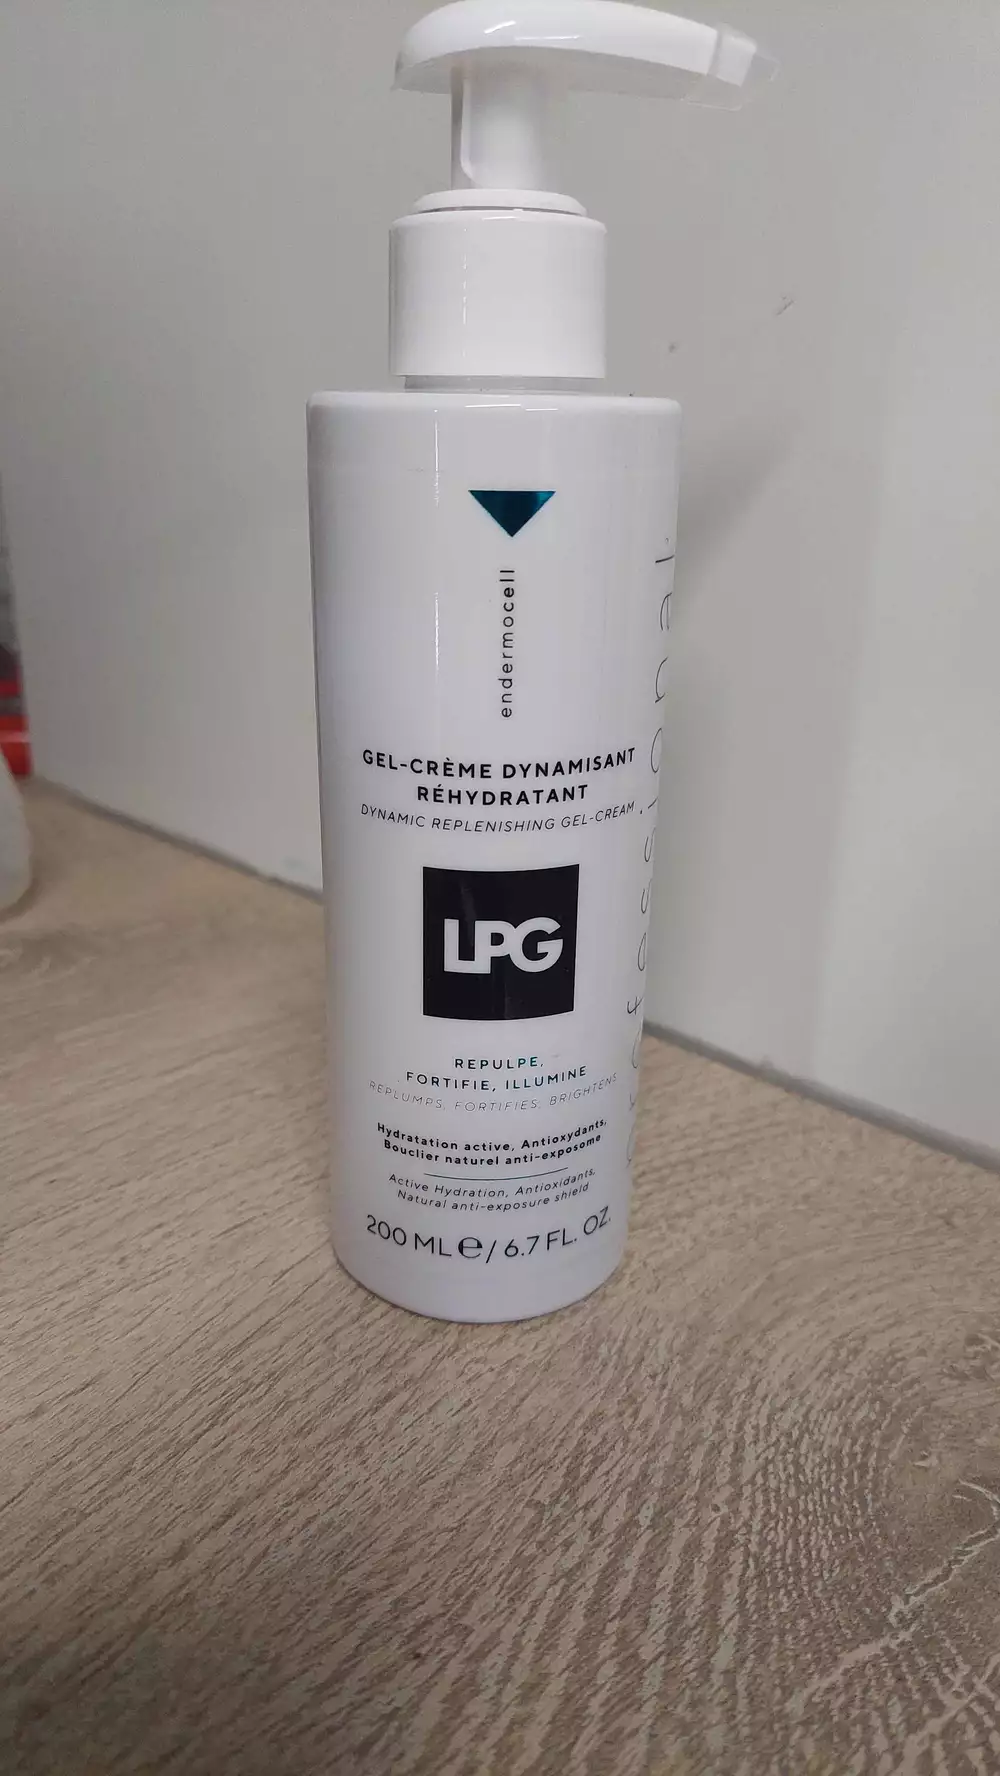 endermocell
GEL-CRÈME DYNAMISANT
RÉHYDRATANT
DYNAMIC REPLENISHING GEL-CREAM
LPG
REPULPE,
FORTIFIE, ILLUMINE
REPLUMPS, FORTIFIES, BRIGHTENS
Hydratation active, Antioxydants,
Bouclier naturel anti-exposome
Active Hydration, Antioxidants,
Natural anti-exposure shield
200 ML ℮ / 6.7 FL. OZ.
professional.